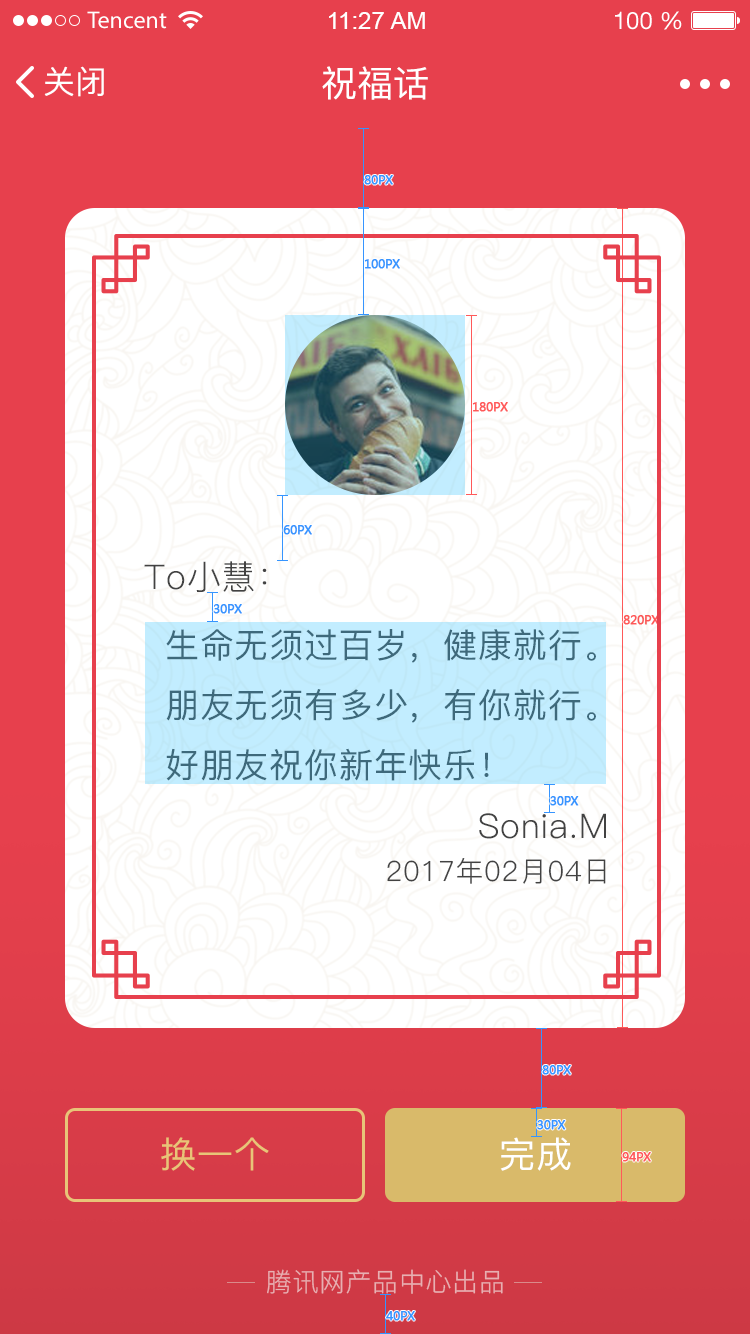 Tencent 11:27 AM 100 %
关闭 祝福话
80PX
100PX
180PX
60PX
To小慧：
30PX
820PX
生命无须过百岁，健康就行。
朋友无须有多少，有你就行。
好朋友祝你新年快乐！
30PX
Sonia.M
2017年02月04日
80PX
30PX
换一个 完成
94PX
腾讯网产品中心出品
40PX